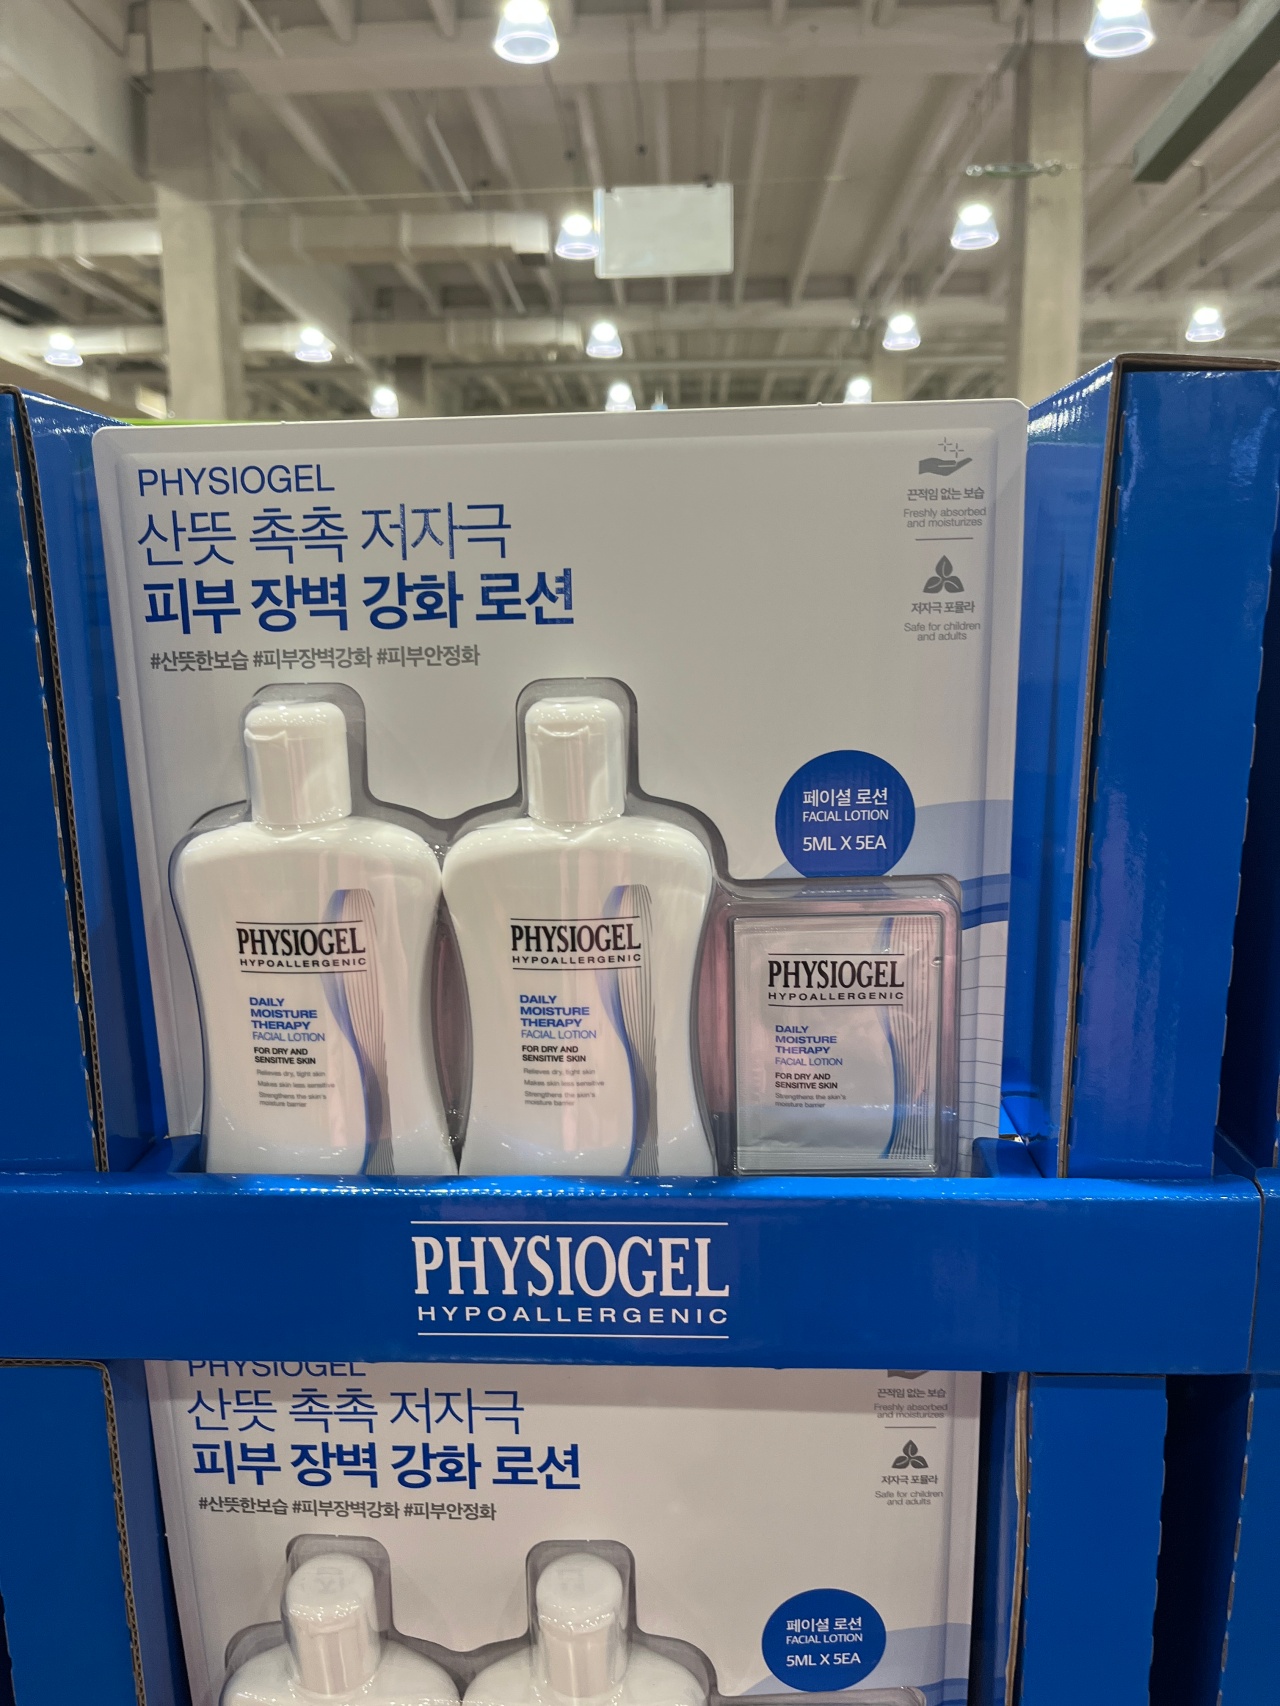 PHYSIOGEL
산뜻 촉촉 저자극
피부 장벽 강화 로션
#산뜻한보습 #피부장벽강화 #피부안정화
끈적임 없는 보습
Freshly absorbed
and moisturizes
저자극 포뮬라
Safe for children
and adults
페이셜 로션
FACIAL LOTION
5ML X 5EA
PHYSIOGEL
HYPOALLERGENIC
DAILY
MOISTURE
THERAPY
FACIAL LOTION
FOR DRY AND
SENSITIVE SKIN
Relieves dry, tight skin
Makes skin less sensitive
Strengthens the skin's
moisture barrier
PHYSIOGEL
HYPOALLERGENIC
DAILY
MOISTURE
THERAPY
FACIAL LOTION
FOR DRY AND
SENSITIVE SKIN
Relieves dry, tight skin
Makes skin less sensitive
Strengthens the skin's
moisture barrier
PHYSIOGEL
HYPOALLERGENIC
DAILY
MOISTURE
THERAPY
FACIAL LOTION
FOR DRY AND
SENSITIVE SKIN
Strengthens the skin's
moisture barrier
PHYSIOGEL
HYPOALLERGENIC
PHYSIOGEL
산뜻 촉촉 저자극
피부 장벽 강화 로션
#산뜻한보습 #피부장벽강화 #피부안정화
끈적임 없는 보습
Freshly absorbed
and moisturizes
저자극 포뮬라
Safe for children
and adults
페이셜 로션
FACIAL LOTION
5ML X 5EA